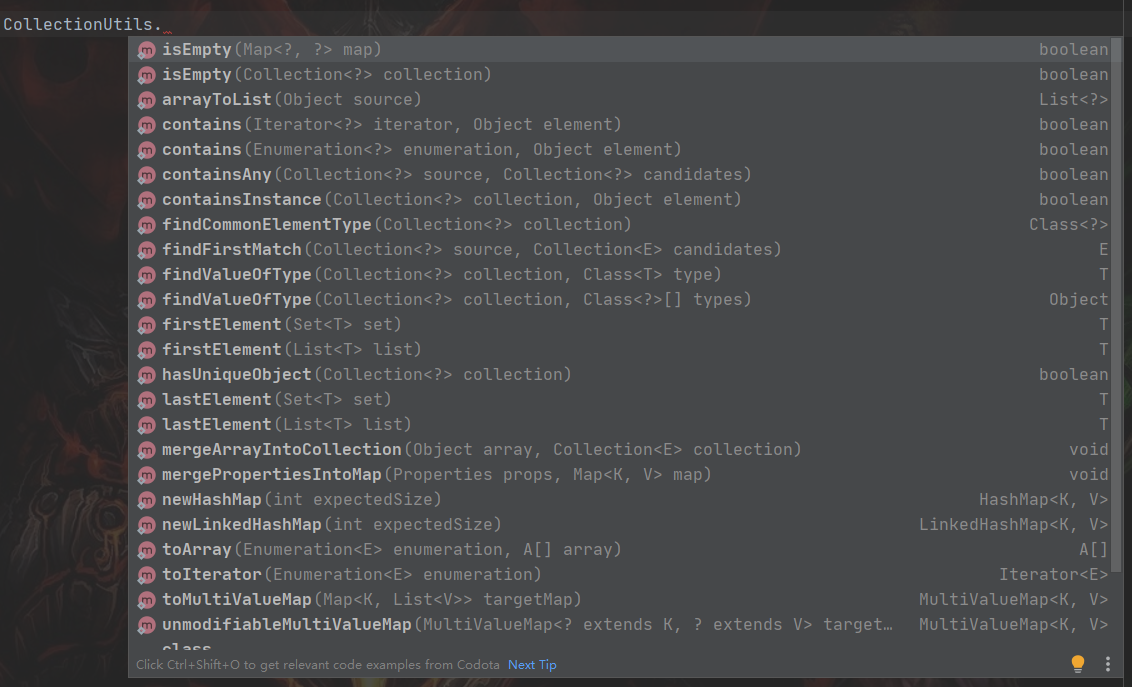 CollectionUtils.
isEmpty(Map<?, ?> map) boolean
isEmpty(Collection<?> collection) boolean
arrayToList(Object source) List<?>
contains(Iterator<?> iterator, Object element) boolean
contains(Enumeration<?> enumeration, Object element) boolean
containsAny(Collection<?> source, Collection<?> candidates) boolean
containsInstance(Collection<?> collection, Object element) boolean
findCommonElementType(Collection<?> collection) Class<?>
findFirstMatch(Collection<?> source, Collection<E> candidates) E
findValueOfType(Collection<?> collection, Class<T> type) T
findValueOfType(Collection<?> collection, Class<?>[] types) Object
firstElement(Set<T> set) T
firstElement(List<T> list) T
hasUniqueObject(Collection<?> collection) boolean
lastElement(Set<T> set) T
lastElement(List<T> list) T
mergeArrayIntoCollection(Object array, Collection<E> collection) void
mergePropertiesIntoMap(Properties props, Map<K, V> map) void
newHashMap(int expectedSize) HashMap<K, V>
newLinkedHashMap(int expectedSize) LinkedHashMap<K, V>
toArray(Enumeration<E> enumeration, A[] array) A[]
toIterator(Enumeration<E> enumeration) Iterator<E>
toMultiValueMap(Map<K, List<V>> targetMap) MultiValueMap<K, V>
unmodifiableMultiValueMap(MultiValueMap<? extends K, ? extends V> target… MultiValueMap<K, V>
class
Click Ctrl+Shift+O to get relevant code examples from Codota Next Tip